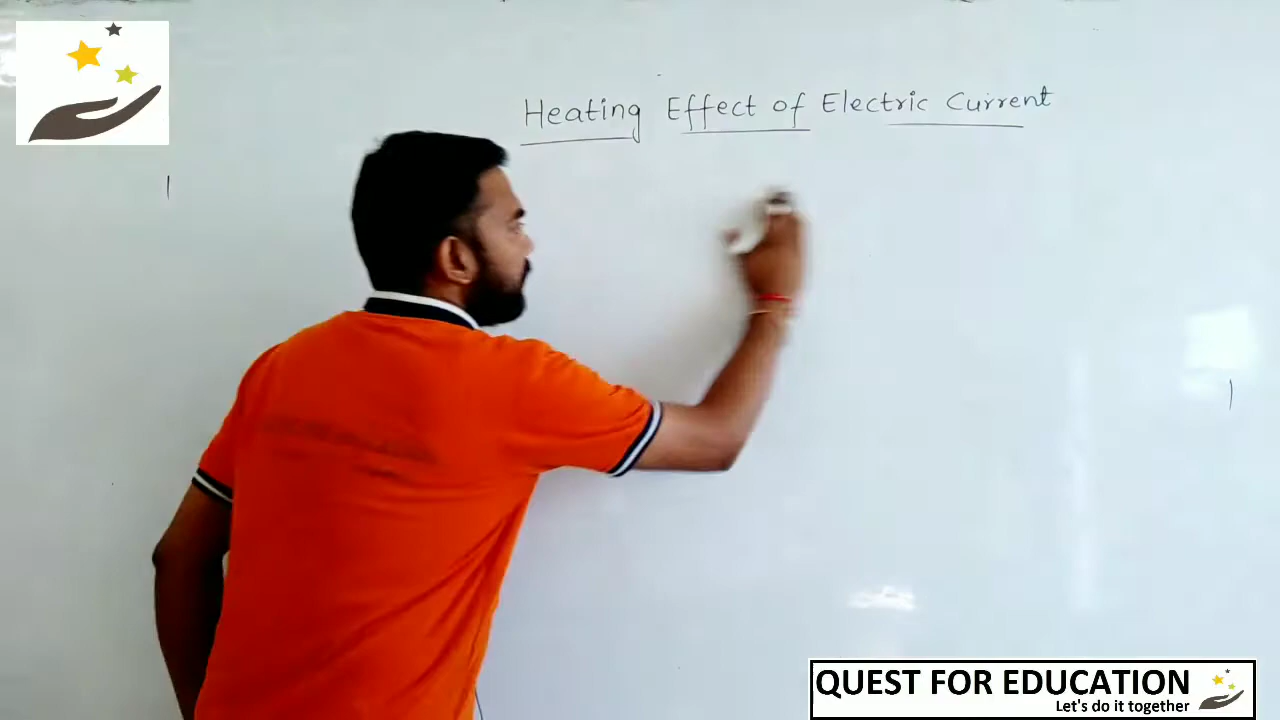 Heating Effect of Electric Current
QUEST FOR EDUCATION
Let's do it together